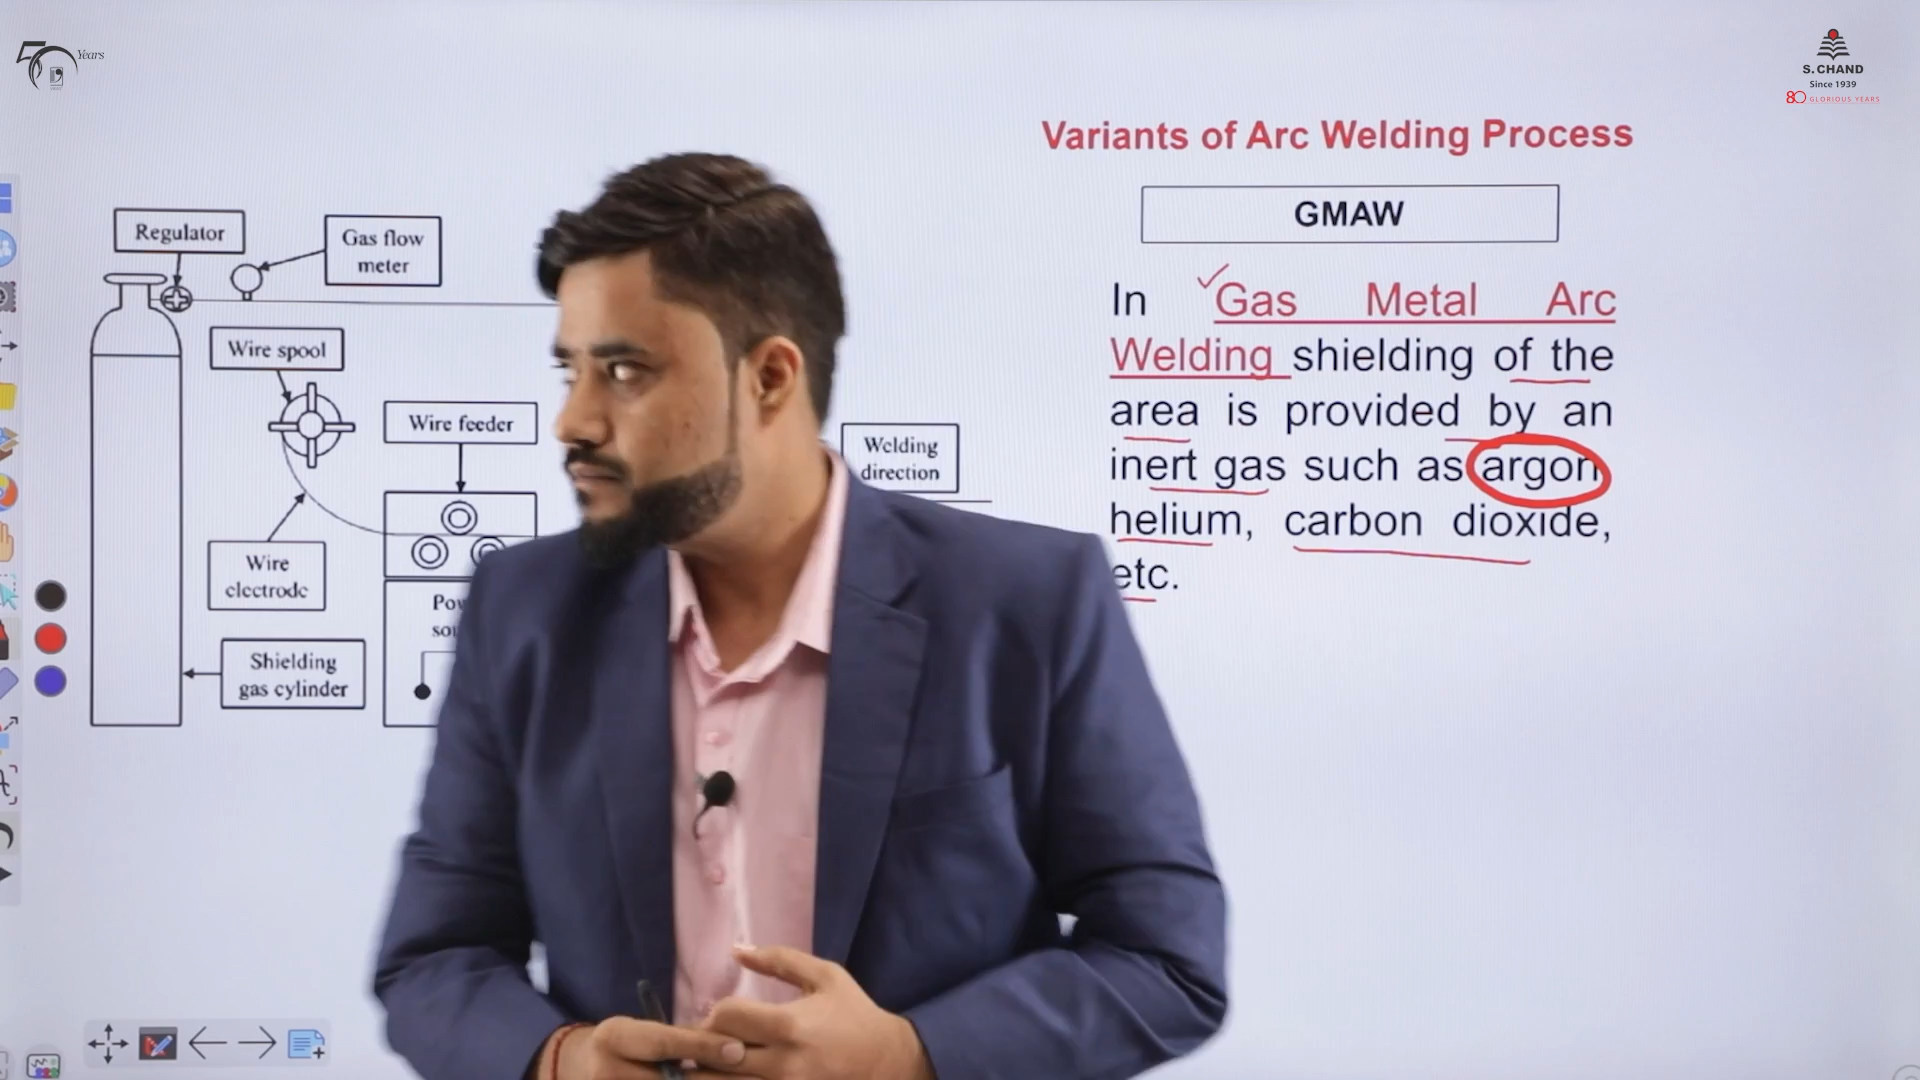 50 Years
S. CHAND
Since 1939
80 GLORIOUS YEARS
Variants of Arc Welding Process
GMAW
In Gas Metal Arc
Welding shielding of the
area is provided by an
inert gas such as argon
helium, carbon dioxide,
etc.
Regulator
Gas flow
meter
Wire spool
Wire feeder
Welding
direction
Wire
electrode
Shielding
gas cylinder